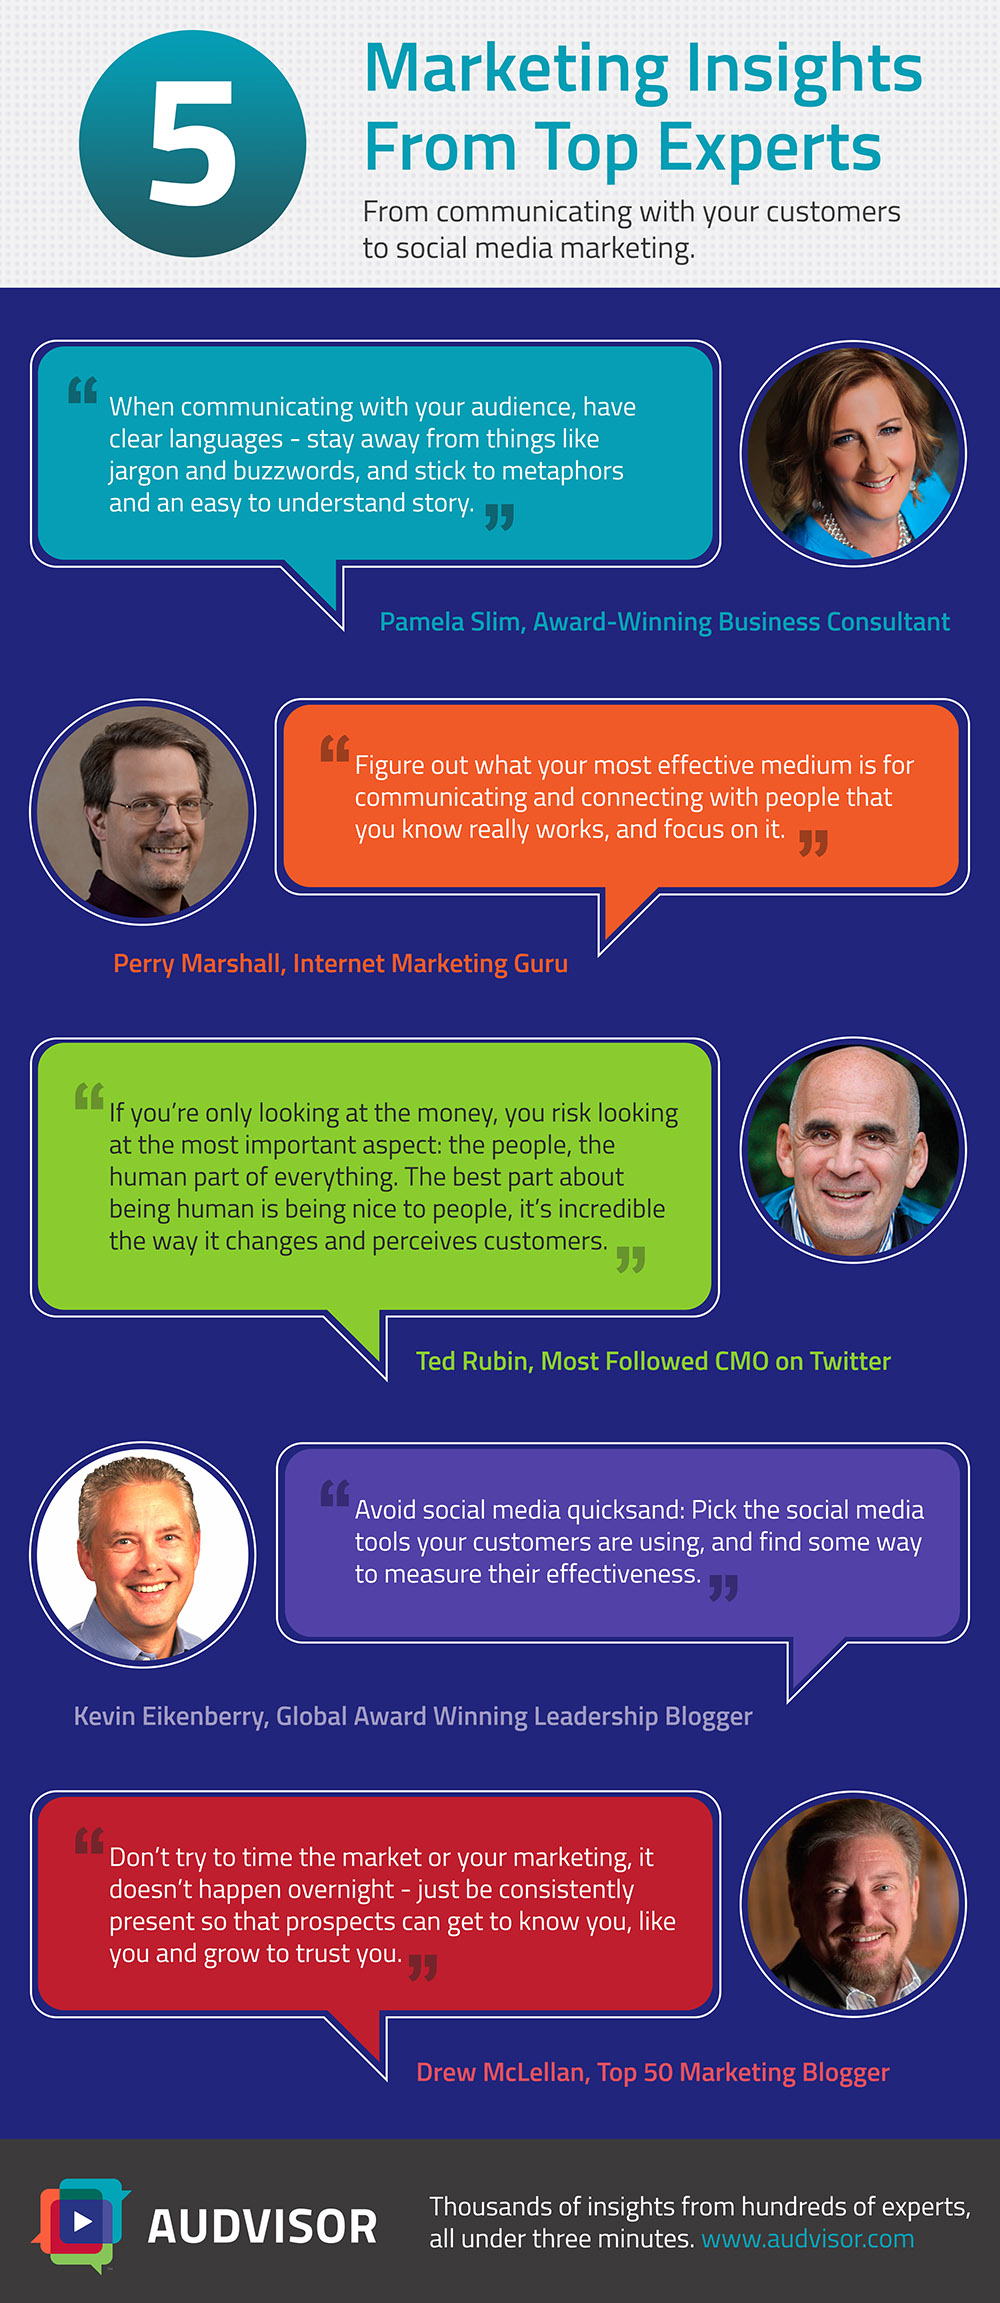 5
Marketing Insights
From Top Experts
From communicating with your customers
to social media marketing.
“ When communicating with your audience, have
clear languages - stay away from things like
jargon and buzzwords, and stick to metaphors
and an easy to understand story. ”
Pamela Slim, Award-Winning Business Consultant
“ Figure out what your most effective medium is for
communicating and connecting with people that
you know really works, and focus on it. ”
Perry Marshall, Internet Marketing Guru
“ If you’re only looking at the money, you risk looking
at the most important aspect: the people, the
human part of everything. The best part about
being human is being nice to people, it’s incredible
the way it changes and perceives customers. ”
Ted Rubin, Most Followed CMO on Twitter
“ Avoid social media quicksand: Pick the social media
tools your customers are using, and find some way
to measure their effectiveness. ”
Kevin Eikenberry, Global Award Winning Leadership Blogger
“ Don’t try to time the market or your marketing, it
doesn’t happen overnight - just be consistently
present so that prospects can get to know you, like
you and grow to trust you. ”
Drew McLellan, Top 50 Marketing Blogger
AUDVISOR
Thousands of insights from hundreds of experts,
all under three minutes. www.audvisor.com